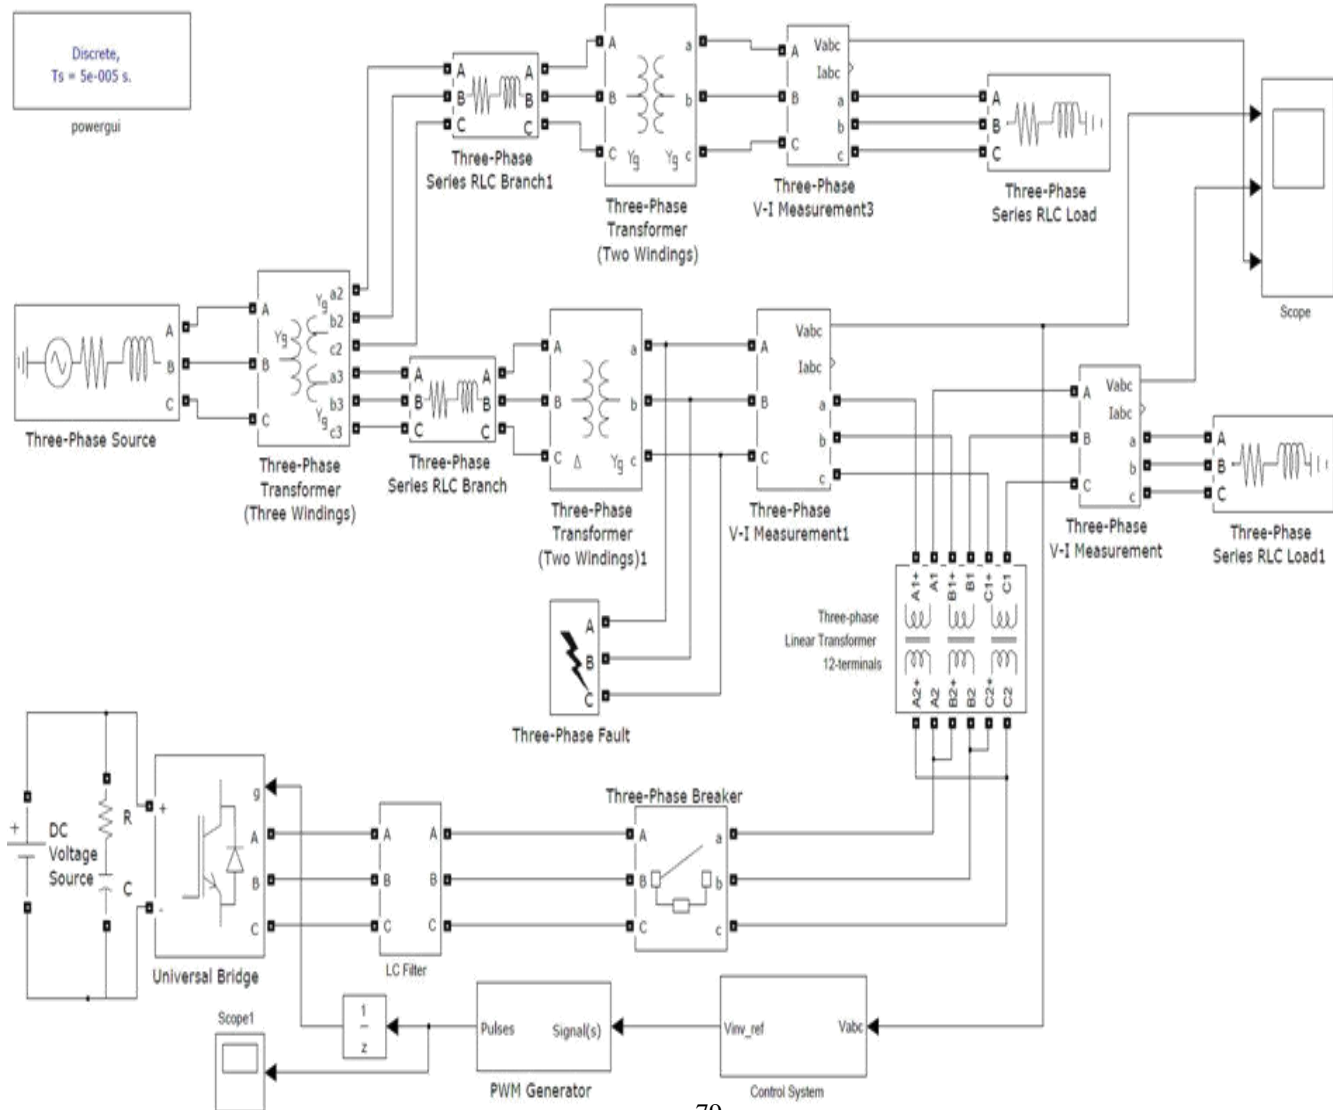 Discrete,
Ts = 5e-005 s.
powergui
A
B
C
A
B
C
Three-Phase
Series RLC Branch1
A
B
C
a
b
c
Yg
Yg
Three-Phase
Transformer
(Two Windings)
A
B
C
Vabc
Iabc
a
b
c
Three-Phase
V-I Measurement3
A
B
C
Three-Phase
Series RLC Load
Scope
A
B
C
Three-Phase Source
A
B
C
Yg
Yg
Yg
a2
b2
c2
a3
b3
c3
Three-Phase
Transformer
(Three Windings)
A
B
C
A
B
C
Three-Phase
Series RLC Branch
A
B
C
Δ
Yg
a
b
c
Three-Phase
Transformer
(Two Windings)1
A
B
C
Vabc
Iabc
a
b
c
Three-Phase
V-I Measurement1
A
B
C
Vabc
Iabc
a
b
c
Three-Phase
V-I Measurement
A
B
C
Three-Phase
Series RLC Load1
A1+
A1
B1+
B1
C1+
C1
Three-phase
Linear Transformer
12-terminals
A2+
A2
B2+
B2
C2+
C2
A
B
C
Three-Phase Fault
+
DC
Voltage
Source
R
C
+
-
g
A
B
C
Universal Bridge
A
B
C
A
B
C
LC Filter
Three-Phase Breaker
A
B
C
a
b
c
Scope1
1
z
Pulses
Signal(s)
PWM Generator
Vinv_ref
Vabc
Control System
79